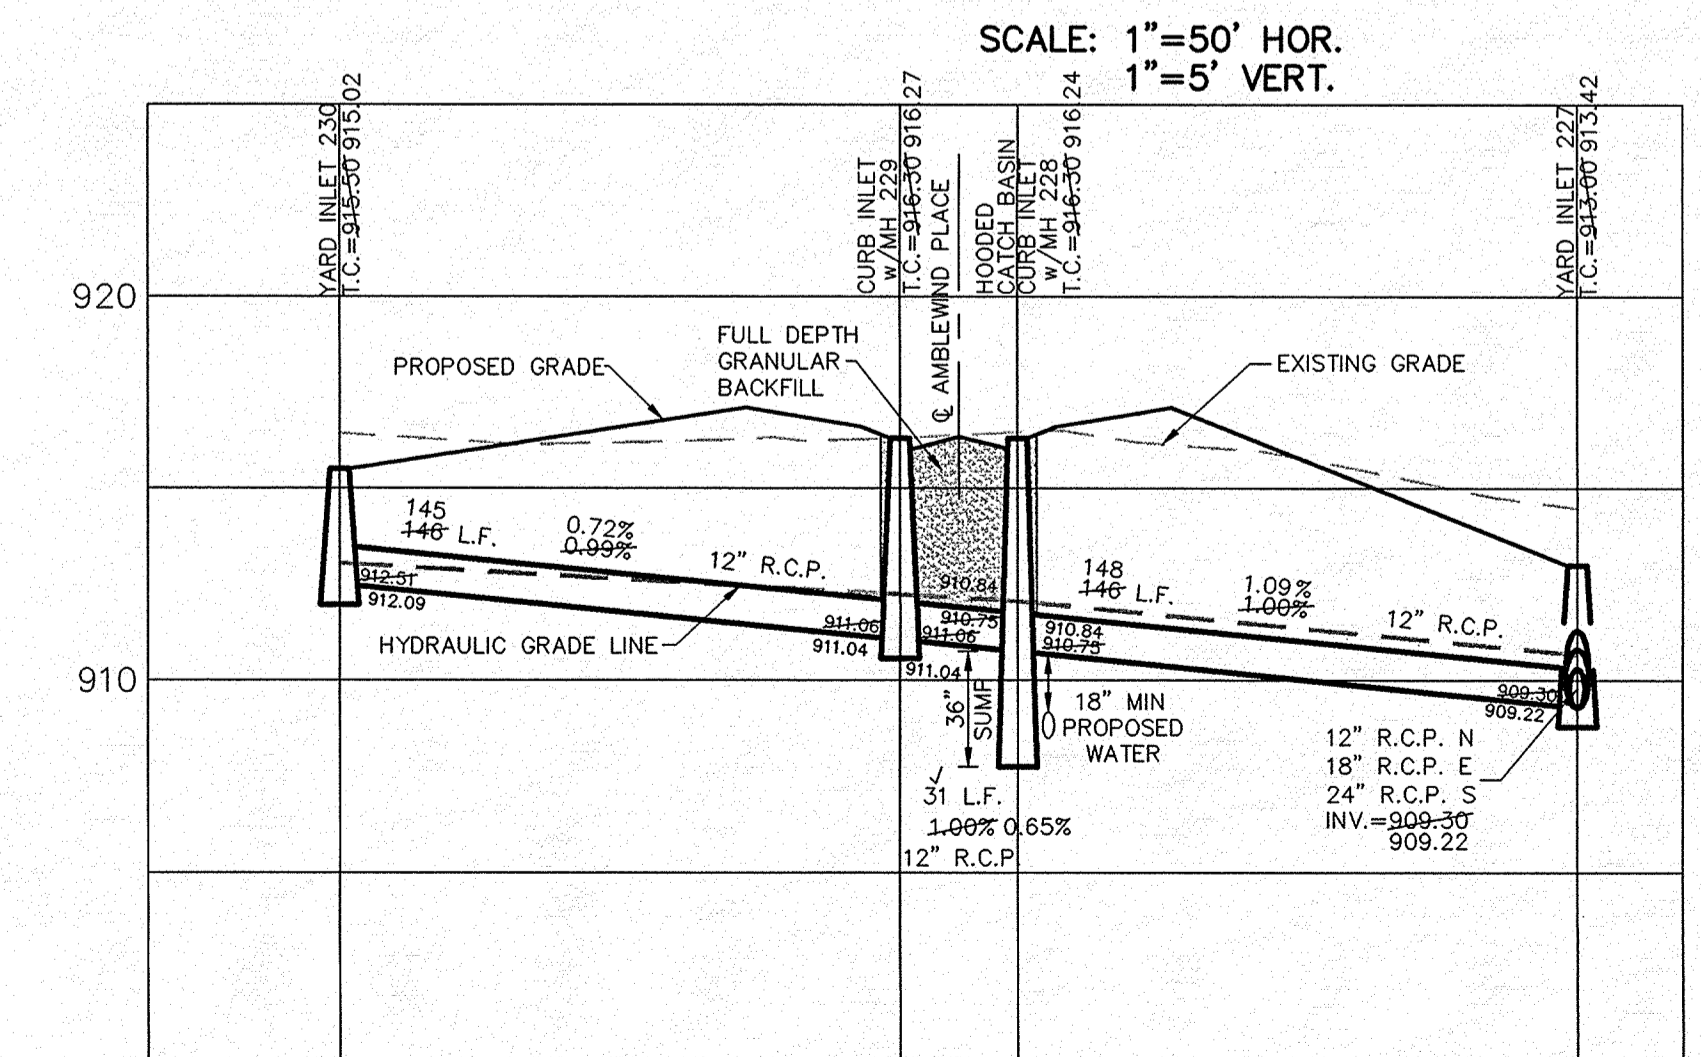 SCALE: 1"=50' HOR.
1"=5' VERT.
YARD INLET 230
T.C.=915.50 915.02
CURB INLET
w/MH 229
T.C.=916.30 916.27
℄ AMBLEWIND PLACE
HOODED
CATCH BASIN
CURB INLET
w/MH 228
T.C.=916.30 916.24
YARD INLET 227
T.C.=913.00 913.42
920
FULL DEPTH
GRANULAR
BACKFILL
PROPOSED GRADE
EXISTING GRADE
145
146 L.F.
0.72%
0.99%
12" R.C.P.
912.51
912.09
HYDRAULIC GRADE LINE
911.06
911.04
910.84
910.75
911.06
911.04
148
146 L.F.
1.09%
1.00%
12" R.C.P.
910.84
910.75
910
36"
SUMP
18" MIN
PROPOSED
WATER
909.30
909.22
12" R.C.P. N
18" R.C.P. E
24" R.C.P. S
INV.=909.30
909.22
31 L.F.
1.00% 0.65%
12" R.C.P.